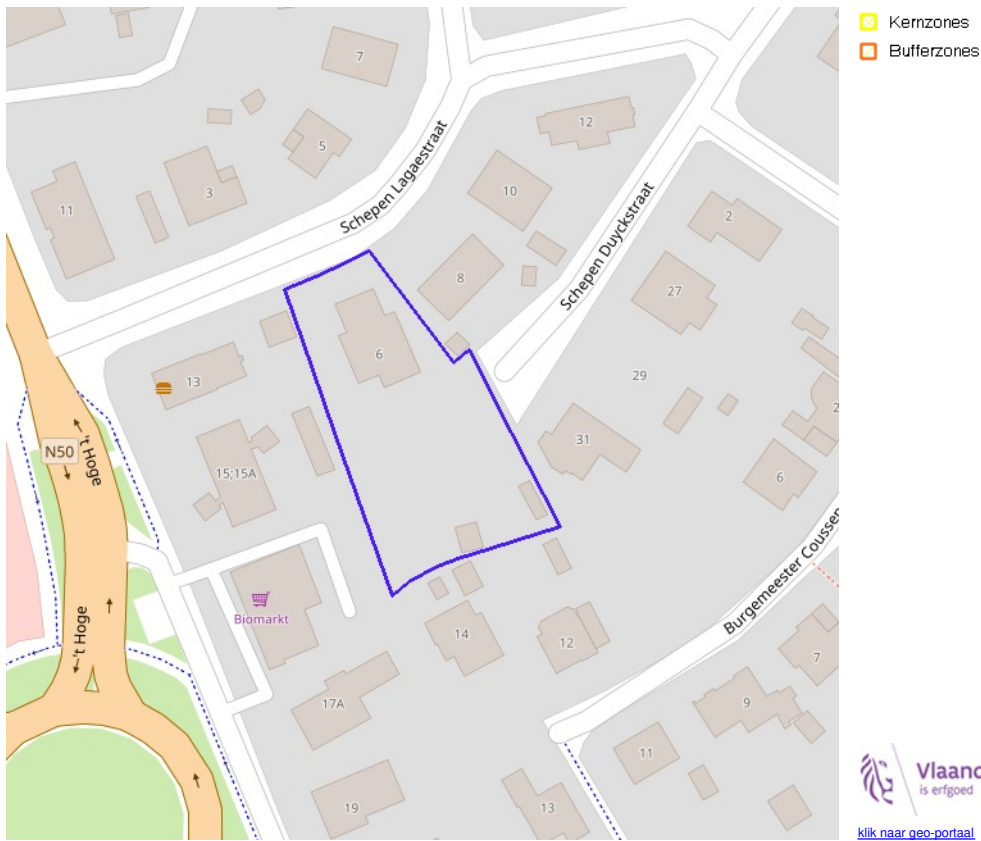 Kernzones
Bufferzones
7
12
5
3
11
Schepen Lagaestraat
10
2
Schepen Duyckstraat
8
27
6
13
29
2
N50
't Hoge
31
15;15A
6
Burgemeester Coussen
Biomarkt
't Hoge
14
12
7
17A
9
11
19
13
Vlaand
is erfgoed
klik naar geo-portaal